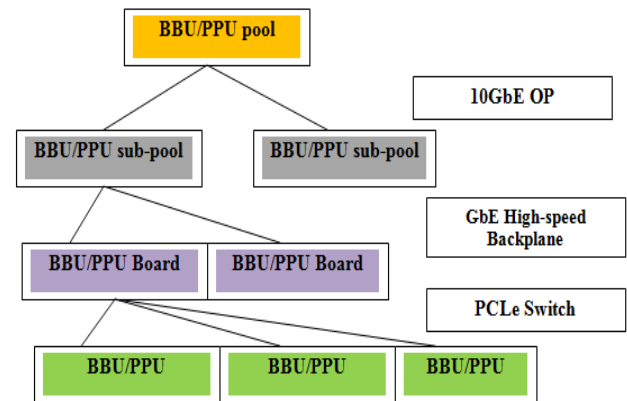 BBU/PPU pool
10GbE OP
BBU/PPU sub-pool
BBU/PPU sub-pool
GbE High-speed
Backplane
BBU/PPU Board
BBU/PPU Board
PCLe Switch
BBU/PPU
BBU/PPU
BBU/PPU